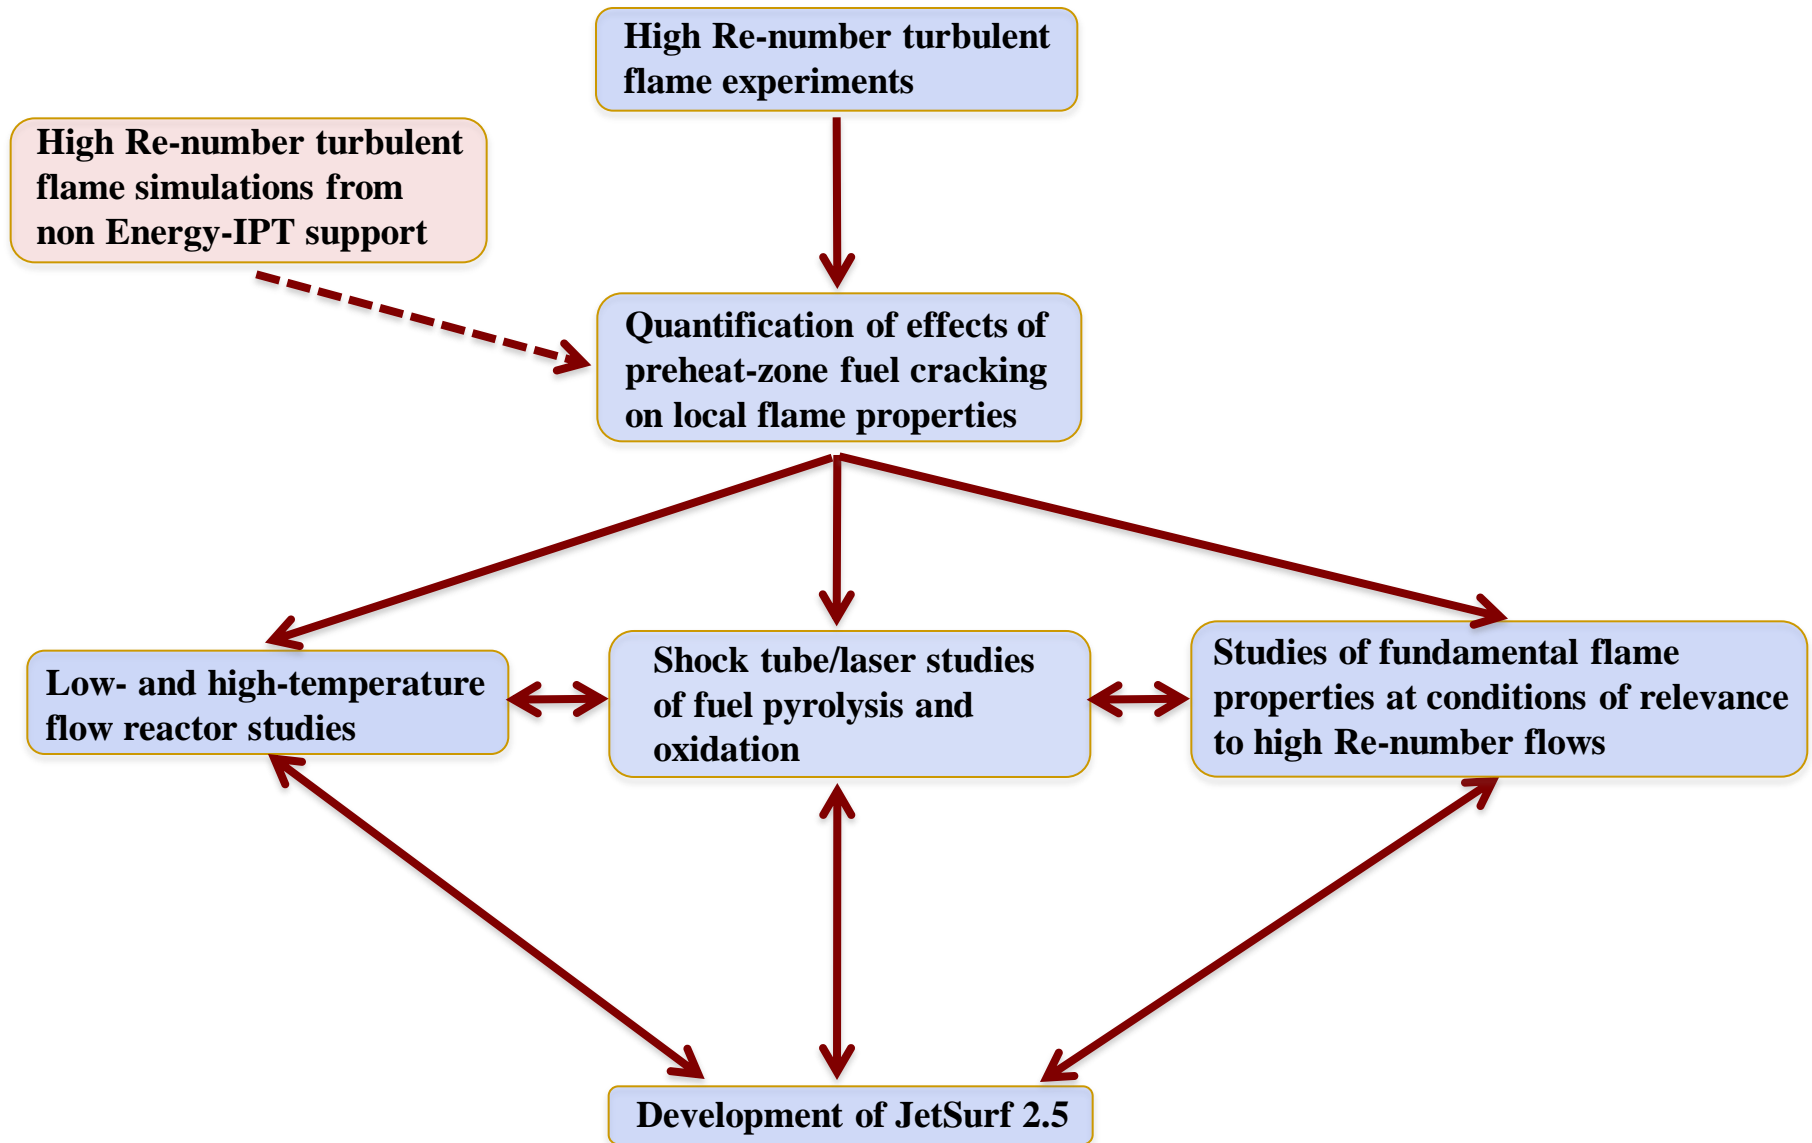 High Re-number turbulent
flame experiments
High Re-number turbulent
flame simulations from
non Energy-IPT support
Quantification of effects of
preheat-zone fuel cracking
on local flame properties
Low- and high-temperature
flow reactor studies
Shock tube/laser studies
of fuel pyrolysis and
oxidation
Studies of fundamental flame
properties at conditions of relevance
to high Re-number flows
Development of JetSurf 2.5